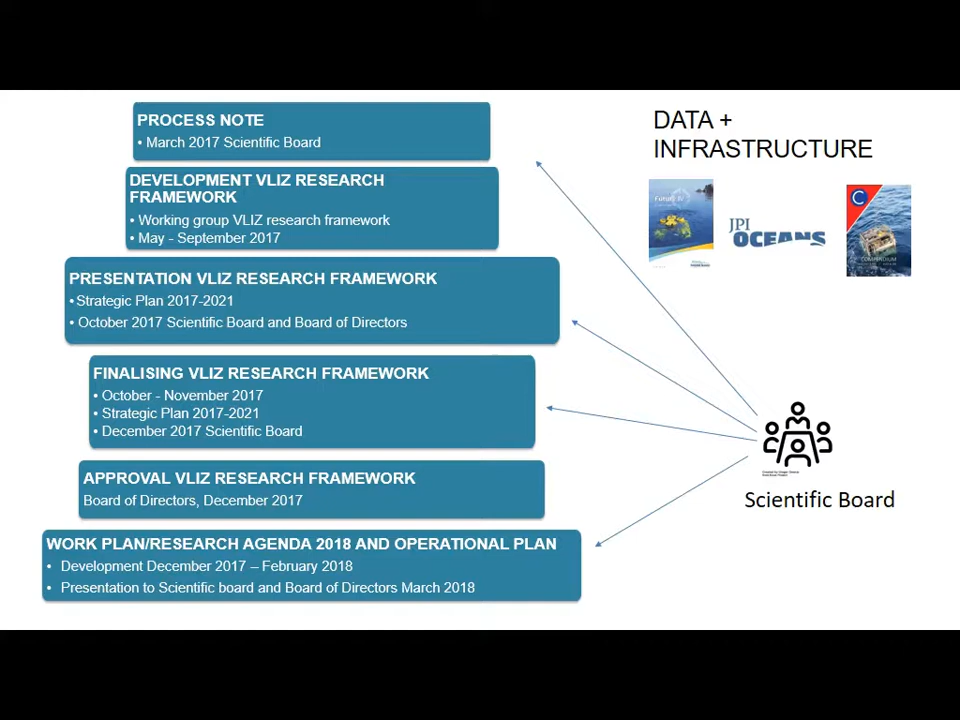 PROCESS NOTE
• March 2017 Scientific Board
DEVELOPMENT VLIZ RESEARCH
FRAMEWORK
• Working group VLIZ research framework
• May - September 2017
PRESENTATION VLIZ RESEARCH FRAMEWORK
• Strategic Plan 2017-2021
• October 2017 Scientific Board and Board of Directors
FINALISING VLIZ RESEARCH FRAMEWORK
• October - November 2017
• Strategic Plan 2017-2021
• December 2017 Scientific Board
APPROVAL VLIZ RESEARCH FRAMEWORK
Board of Directors, December 2017
WORK PLAN/RESEARCH AGENDA 2018 AND OPERATIONAL PLAN
• Development December 2017 – February 2018
• Presentation to Scientific board and Board of Directors March 2018
DATA +
INFRASTRUCTURE
JPI
OCEANS
C
COMPENDIUM
Scientific Board